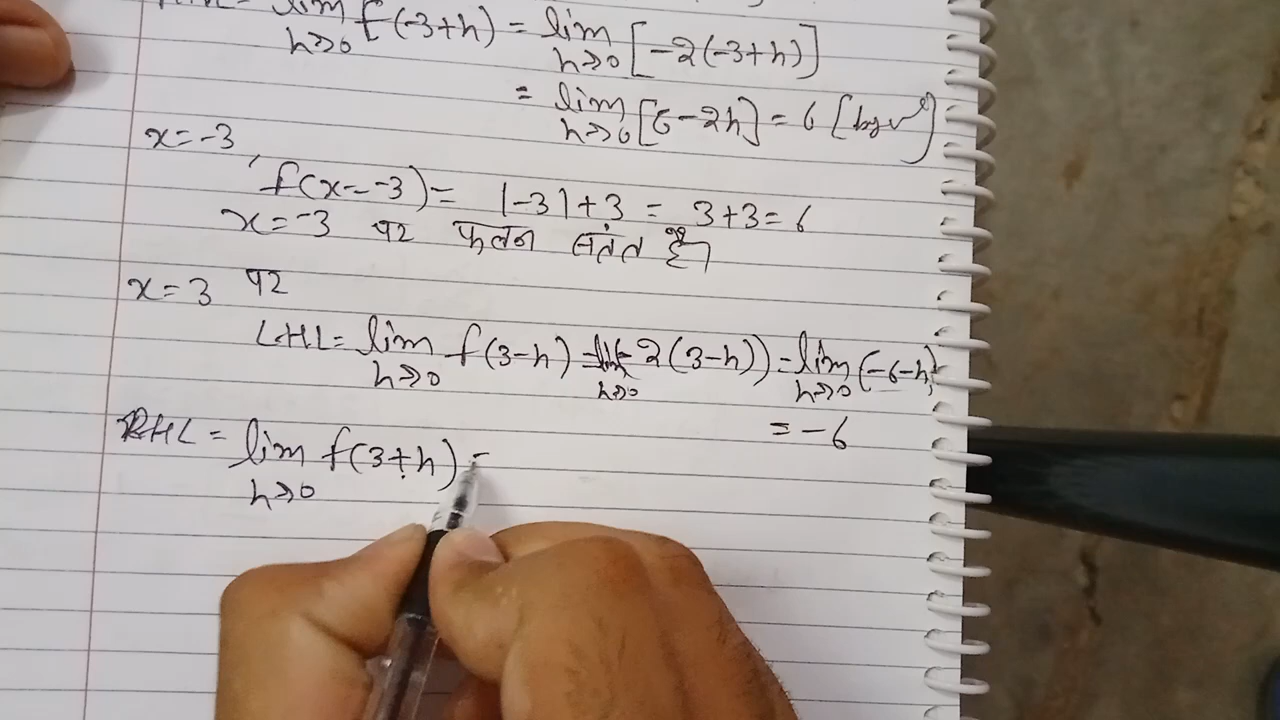 lim f(-3+h) = lim [-2(-3+h)]
h→0 h→0
= lim [6-2h] = 6 [
h→0
x=-3,
f(x=-3) = |-3|+3 = 3+3=6
x=-3 पर फलन संतत है।
x=3 पर
LHL= lim f(3-h) = lim -2(3-h)) = lim (-6-h)
h→0 h→0 h→0
= -6
RHL = lim f(3+h) =
h→0